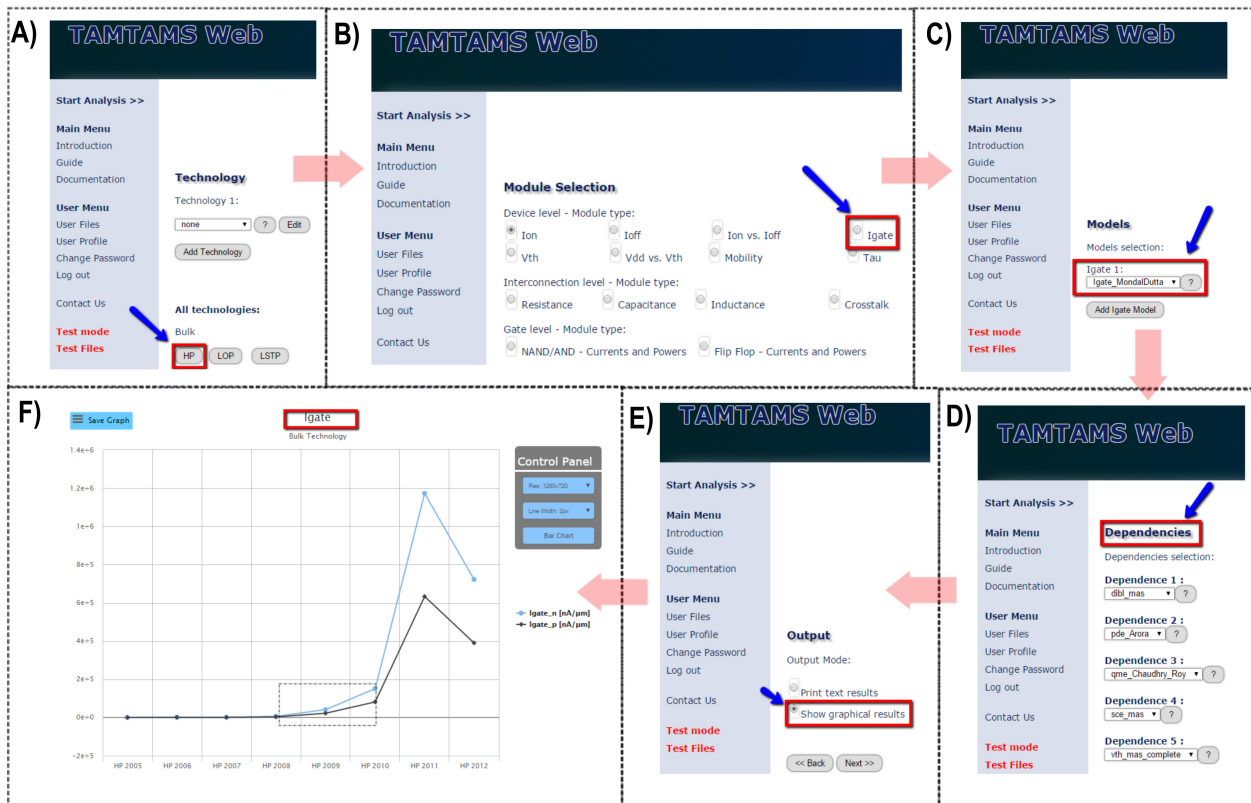 A)
TAMTAMS Web
Start Analysis >>
Main Menu
Introduction
Guide
Documentation
User Menu
User Files
User Profile
Change Password
Log out
Contact Us
Test mode
Test Files
Technology
Technology 1:
none ? Edit
Add Technology
All technologies:
Bulk
HP LOP LSTP
B)
TAMTAMS Web
Start Analysis >>
Main Menu
Introduction
Guide
Documentation
User Menu
User Files
User Profile
Change Password
Log out
Contact Us
Module Selection
Device level - Module type:
Ion Ioff Ion vs. Ioff Igate
Vth Vdd vs. Vth Mobility Tau
Interconnection level - Module type:
Resistance Capacitance Inductance Crosstalk
Gate level - Module type:
NAND/AND - Currents and Powers Flip Flop - Currents and Powers
C)
TAMTAMS Web
Start Analysis >>
Main Menu
Introduction
Guide
Documentation
User Menu
User Files
User Profile
Change Password
Log out
Contact Us
Test mode
Test Files
Models
Models selection:
Igate 1:
Igate_MondalDutta ?
Add Igate Model
D)
TAMTAMS Web
Start Analysis >>
Main Menu
Introduction
Guide
Documentation
User Menu
User Files
User Profile
Change Password
Log out
Contact Us
Test mode
Test Files
Dependencies
Dependencies selection:
Dependence 1 :
dibl_mas ?
Dependence 2 :
pde_Arora ?
Dependence 3 :
qme_Chaudhry_Roy ?
Dependence 4 :
sce_mas ?
Dependence 5 :
vth_mas_complete ?
E)
TAMTAMS Web
Start Analysis >>
Main Menu
Introduction
Guide
Documentation
User Menu
User Files
User Profile
Change Password
Log out
Contact Us
Test mode
Test Files
Output
Output Mode:
Print text results
Show graphical results
<< Back Next >>
F)
Save Graph
Igate
Bulk Technology
1.4e+6
1.2e+6
1e+6
8e+5
6e+5
4e+5
2e+5
0e+0
-2e+5
HP 2005 HP 2006 HP 2007 HP 2008 HP 2009 HP 2010 HP 2011 HP 2012
Control Panel
Res: 1280x720
Line Width: 2px
Bar Chart
Igate_n [nA/µm]
Igate_p [nA/µm]